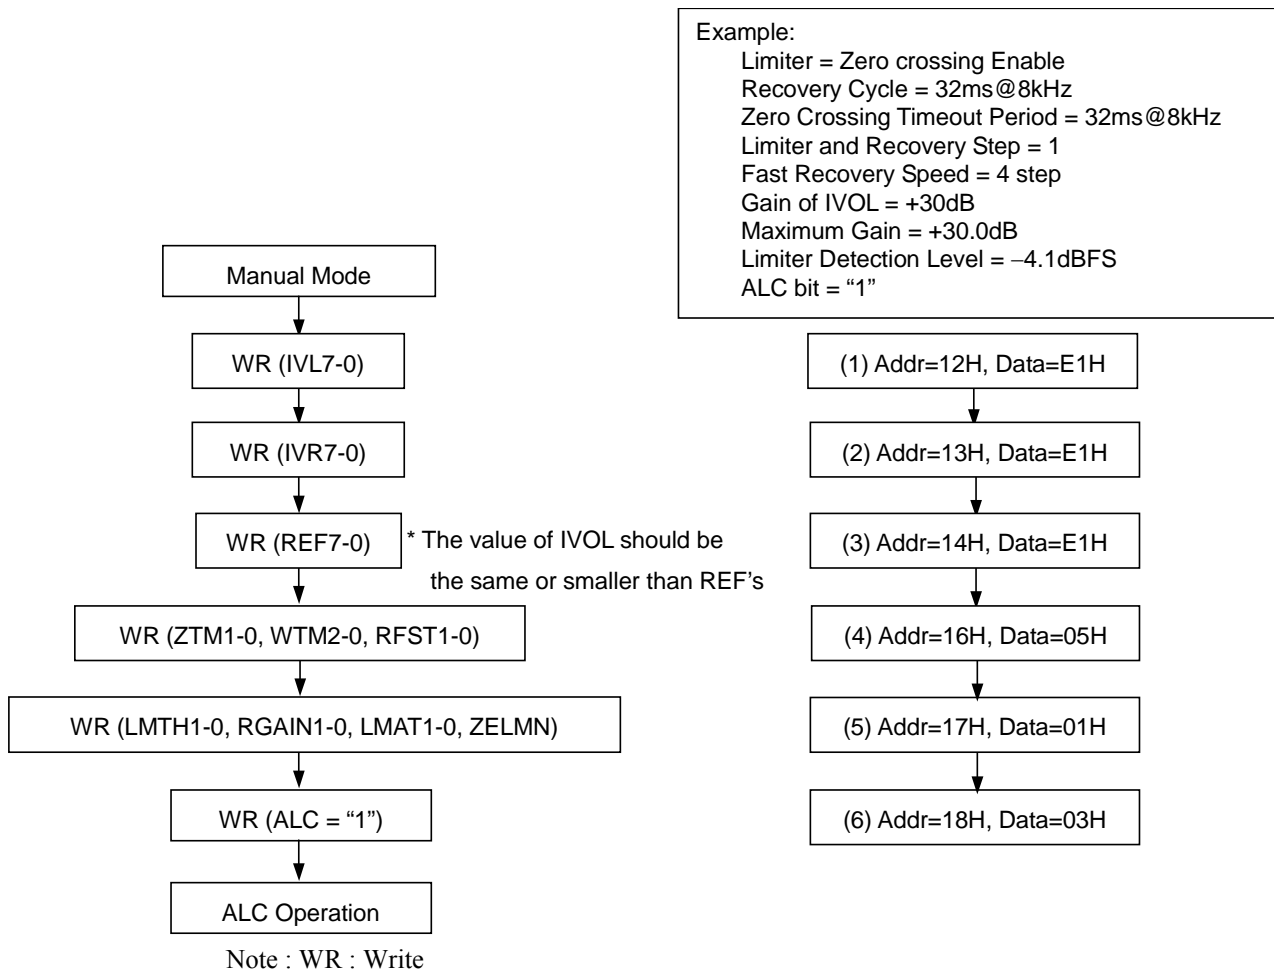 Example:
Limiter = Zero crossing Enable
Recovery Cycle = 32ms@8kHz
Zero Crossing Timeout Period = 32ms@8kHz
Limiter and Recovery Step = 1
Fast Recovery Speed = 4 step
Gain of IVOL = +30dB
Maximum Gain = +30.0dB
Limiter Detection Level = −4.1dBFS
ALC bit = “1”
Manual Mode
WR (IVL7-0)
WR (IVR7-0)
WR (REF7-0)
* The value of IVOL should be
the same or smaller than REF’s
WR (ZTM1-0, WTM2-0, RFST1-0)
WR (LMTH1-0, RGAIN1-0, LMAT1-0, ZELMN)
WR (ALC = “1”)
ALC Operation
Note : WR : Write
(1) Addr=12H, Data=E1H
(2) Addr=13H, Data=E1H
(3) Addr=14H, Data=E1H
(4) Addr=16H, Data=05H
(5) Addr=17H, Data=01H
(6) Addr=18H, Data=03H